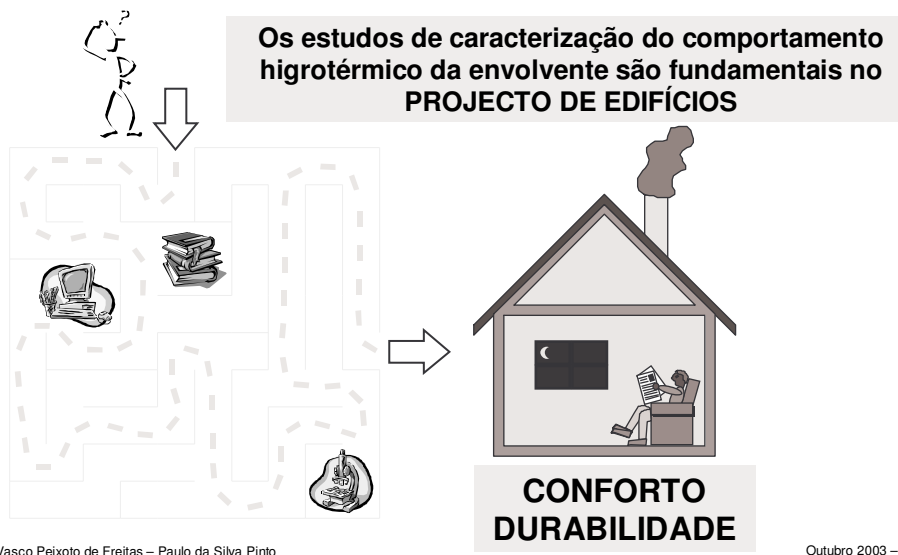 Os estudos de caracterização do comportamento
higrotérmico da envolvente são fundamentais no
PROJECTO DE EDIFÍCIOS
?
CONFORTO
DURABILIDADE
Vasco Peixoto de Freitas – Paulo da Silva Pinto
Outubro 2003 –